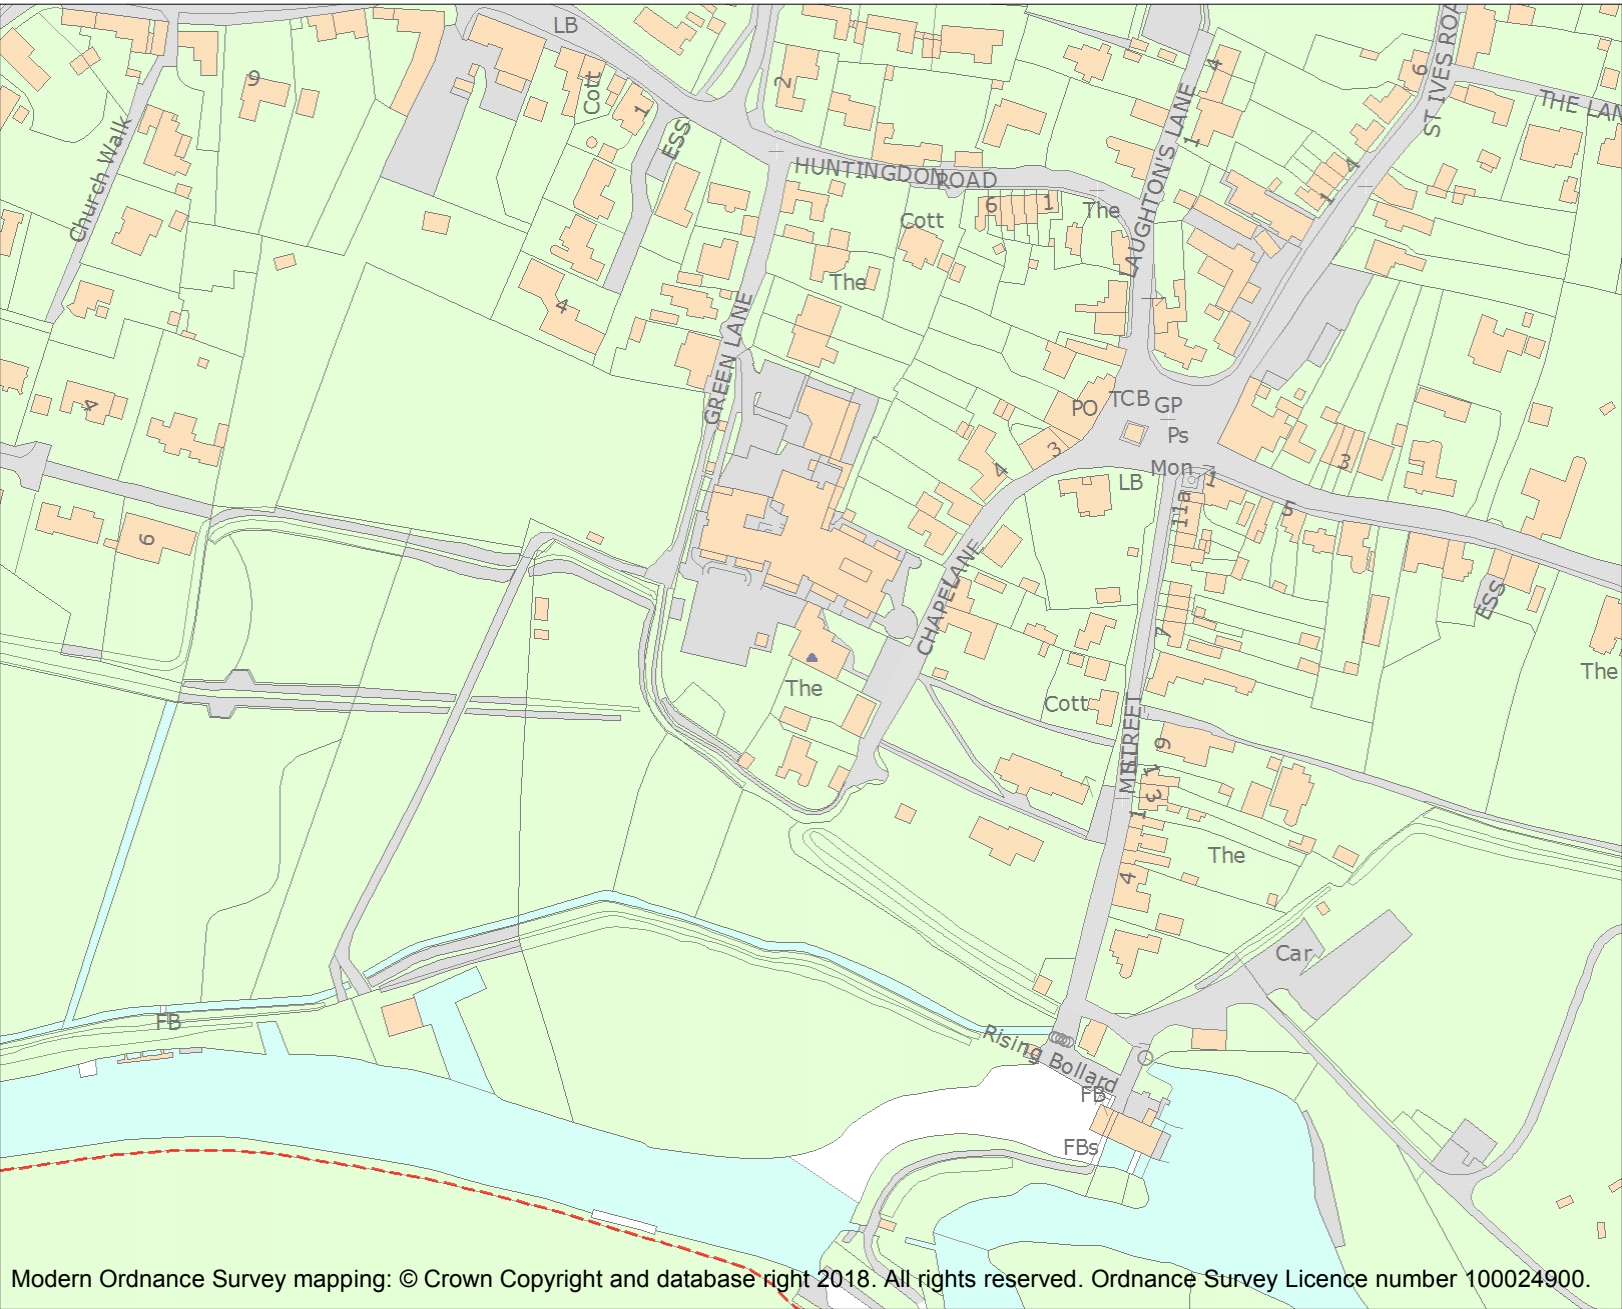 LB
9
Cott
1
ESS
2
4
1
6
ST IVES ROA
THE LAN
Church Walk
HUNTINGDON ROAD
LAUGHTON'S LANE
4
1
Cott
6
1
The
The
4
GREEN LANE
4
PO
TCB
GP
Ps
3
4
Mon
LB
1
11a
3
5
6
CHAPEL LANE
ESS
7
The
The
Cott
MILL STREET
9
1
3
1
The
4
Car
FB
Rising Bollard
FB
FBs
Modern Ordnance Survey mapping: © Crown Copyright and database right 2018. All rights reserved. Ordnance Survey Licence number 100024900.